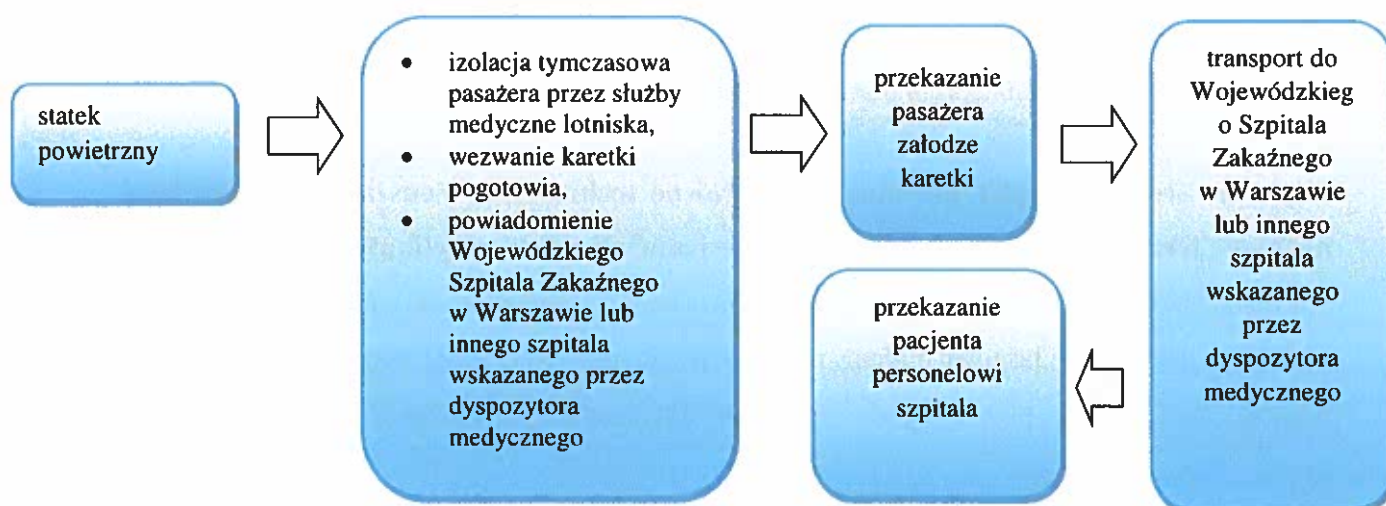 statek
powietrzny
• izolacja tymczasowa
pasażera przez służby
medyczne lotniska,
• wezwanie karetki
pogotowia,
• powiadomienie
Wojewódzkiego
Szpitala Zakaźnego
w Warszawie lub
innego szpitala
wskazanego przez
dyspozytora
medycznego
przekazanie
pasażera
załodze
karetki
transport do
Wojewódzkieg
o Szpitala
Zakaźnego
w Warszawie
lub innego
szpitala
wskazanego
przez
dyspozytora
medycznego
przekazanie
pacjenta
personelowi
szpitala